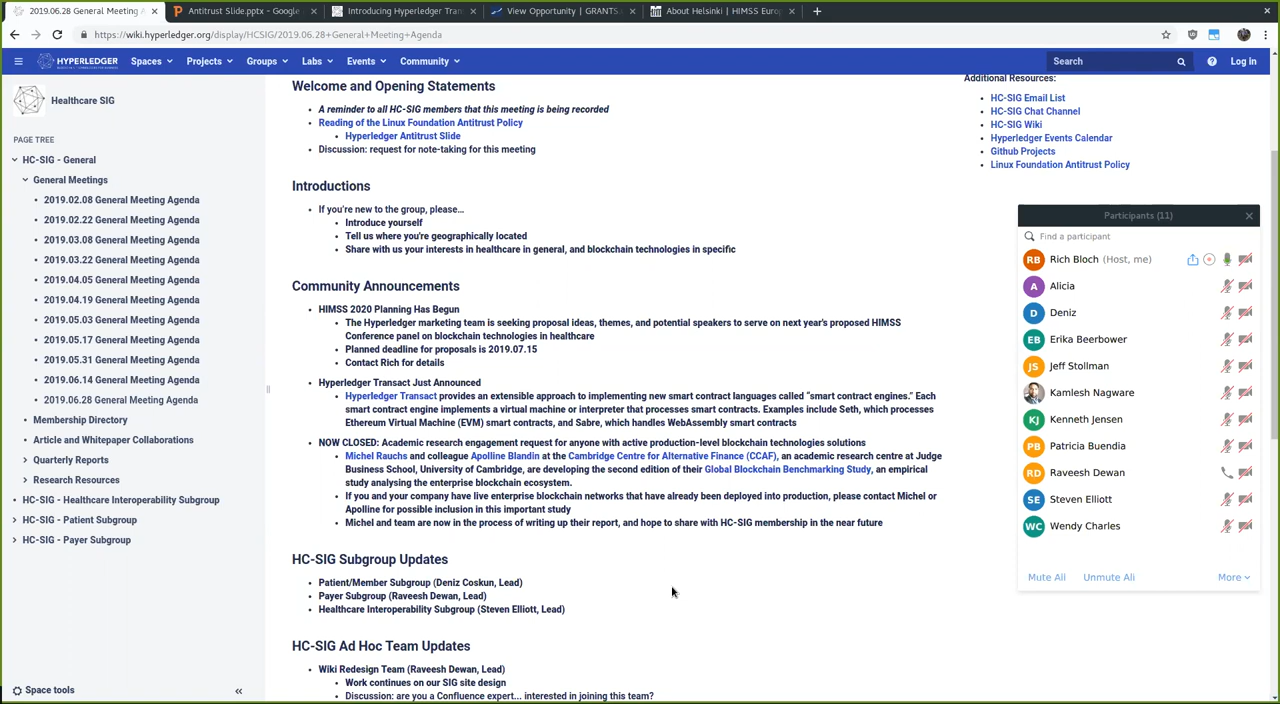 2019.06.28 General Meeting A
Antitrust Slide.pptx - Google
Introducing Hyperledger Tran
View Opportunity | GRANTS.
About Helsinki | HIMSS Euro
https://wiki.hyperledger.org/display/HCSIG/2019.06.28+General+Meeting+Agenda
HYPERLEDGER
Spaces
Projects
Groups
Labs
Events
Community
Search
Log in
Healthcare SIG
PAGE TREE
HC-SIG - General
General Meetings
2019.02.08 General Meeting Agenda
2019.02.22 General Meeting Agenda
2019.03.08 General Meeting Agenda
2019.03.22 General Meeting Agenda
2019.04.05 General Meeting Agenda
2019.04.19 General Meeting Agenda
2019.05.03 General Meeting Agenda
2019.05.17 General Meeting Agenda
2019.05.31 General Meeting Agenda
2019.06.14 General Meeting Agenda
2019.06.28 General Meeting Agenda
Membership Directory
Article and Whitepaper Collaborations
Quarterly Reports
Research Resources
HC-SIG - Healthcare Interoperability Subgroup
HC-SIG - Patient Subgroup
HC-SIG - Payer Subgroup
Space tools
Welcome and Opening Statements
A reminder to all HC-SIG members that this meeting is being recorded
Reading of the Linux Foundation Antitrust Policy
Hyperledger Antitrust Slide
Discussion: request for note-taking for this meeting
Introductions
If you're new to the group, please...
Introduce yourself
Tell us where you're geographically located
Share with us your interests in healthcare in general, and blockchain technologies in specific
Community Announcements
HIMSS 2020 Planning Has Begun
The Hyperledger marketing team is seeking proposal ideas, themes, and potential speakers to serve on next year's proposed HIMSS
Conference panel on blockchain technologies in healthcare
Planned deadline for proposals is 2019.07.15
Contact Rich for details
Hyperledger Transact Just Announced
Hyperledger Transact provides an extensible approach to implementing new smart contract languages called “smart contract engines.” Each
smart contract engine implements a virtual machine or interpreter that processes smart contracts. Examples include Seth, which processes
Ethereum Virtual Machine (EVM) smart contracts, and Sabre, which handles WebAssembly smart contracts
NOW CLOSED: Academic research engagement request for anyone with active production-level blockchain technologies solutions
Michel Rauchs and colleague Apolline Blandin at the Cambridge Centre for Alternative Finance (CCAF), an academic research centre at Judge
Business School, University of Cambridge, are developing the second edition of their Global Blockchain Benchmarking Study, an empirical
study analysing the enterprise blockchain ecosystem.
If you and your company have live enterprise blockchain networks that have already been deployed into production, please contact Michel or
Apolline for possible inclusion in this important study
Michel and team are now in the process of writing up their report, and hope to share with HC-SIG membership in the near future
HC-SIG Subgroup Updates
Patient/Member Subgroup (Deniz Coskun, Lead)
Payer Subgroup (Raveesh Dewan, Lead)
Healthcare Interoperability Subgroup (Steven Elliott, Lead)
HC-SIG Ad Hoc Team Updates
Wiki Redesign Team (Raveesh Dewan, Lead)
Work continues on our SIG site design
Discussion: are you a Confluence expert... interested in joining this team?
Additional Resources:
HC-SIG Email List
HC-SIG Chat Channel
HC-SIG Wiki
Hyperledger Events Calendar
Github Projects
Linux Foundation Antitrust Policy
Participants (11)
Find a participant
RB Rich Bloch (Host, me)
A Alicia
D Deniz
EB Erika Beerbower
JS Jeff Stollman
Kamlesh Nagware
KJ Kenneth Jensen
PB Patricia Buendia
RD Raveesh Dewan
SE Steven Elliott
WC Wendy Charles
Mute All
Unmute All
More